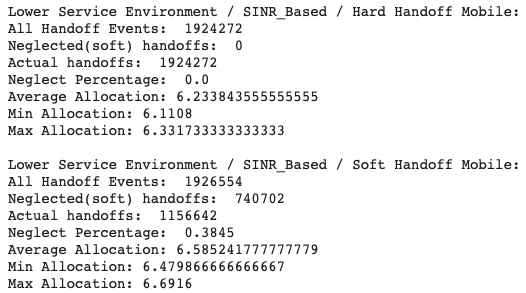 Lower Service Environment / SINR_Based / Hard Handoff Mobile:
All Handoff Events:  1924272
Neglected(soft) handoffs:  0
Actual handoffs:  1924272
Neglect Percentage:  0.0
Average Allocation: 6.233843555555555
Min Allocation: 6.1108
Max Allocation: 6.331733333333333
Lower Service Environment / SINR_Based / Soft Handoff Mobile:
All Handoff Events:  1926554
Neglected(soft) handoffs:  740702
Actual handoffs:  1156642
Neglect Percentage:  0.3845
Average Allocation: 6.585241777777779
Min Allocation: 6.479866666666667
Max Allocation: 6.6916